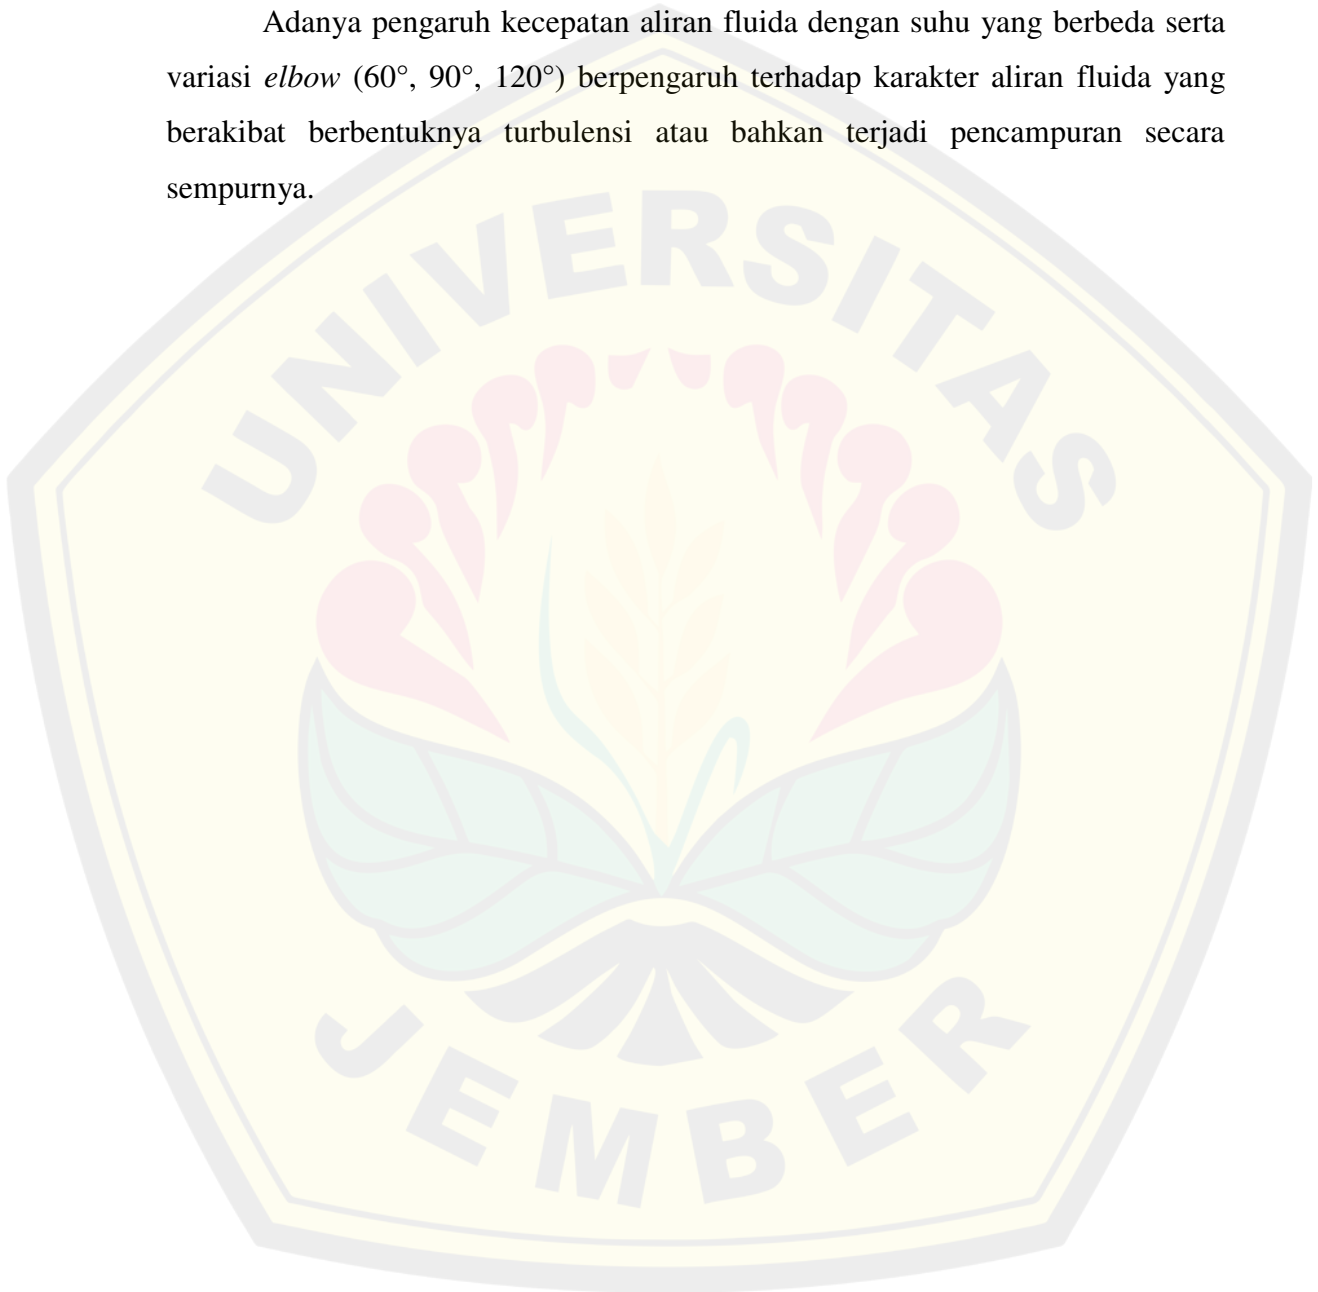 Adanya pengaruh kecepatan aliran fluida dengan suhu yang berbeda serta
variasi elbow (60°, 90°, 120°) berpengaruh terhadap karakter aliran fluida yang
berakibat berbentuknya turbulensi atau bahkan terjadi pencampuran secara
sempurnya.
UNIVERSITAS
JEMBER